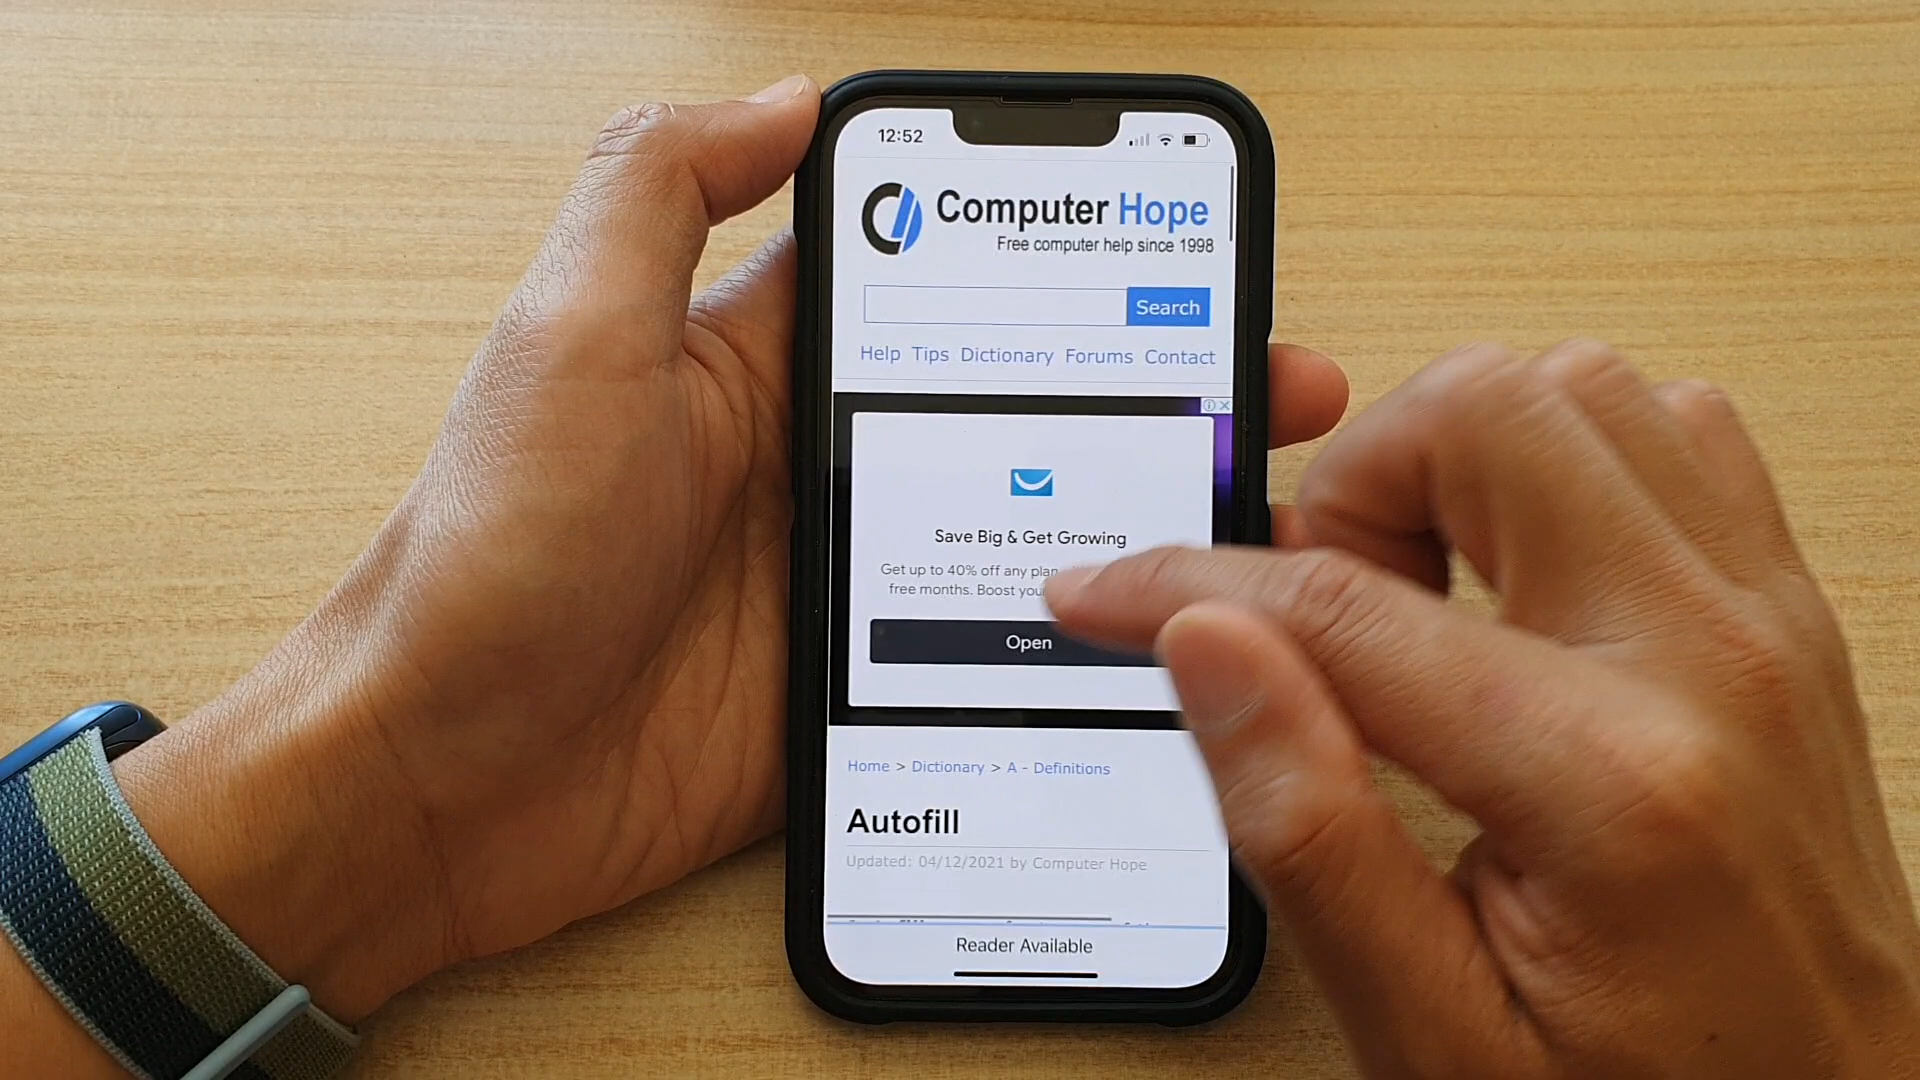 12:52
Computer Hope
Free computer help since 1998
Search
Help Tips Dictionary Forums Contact
Save Big & Get Growing
Get up to 40% off any plan
free months. Boost your
Open
Home > Dictionary > A - Definitions
Autofill
Updated: 04/12/2021 by Computer Hope
Reader Available